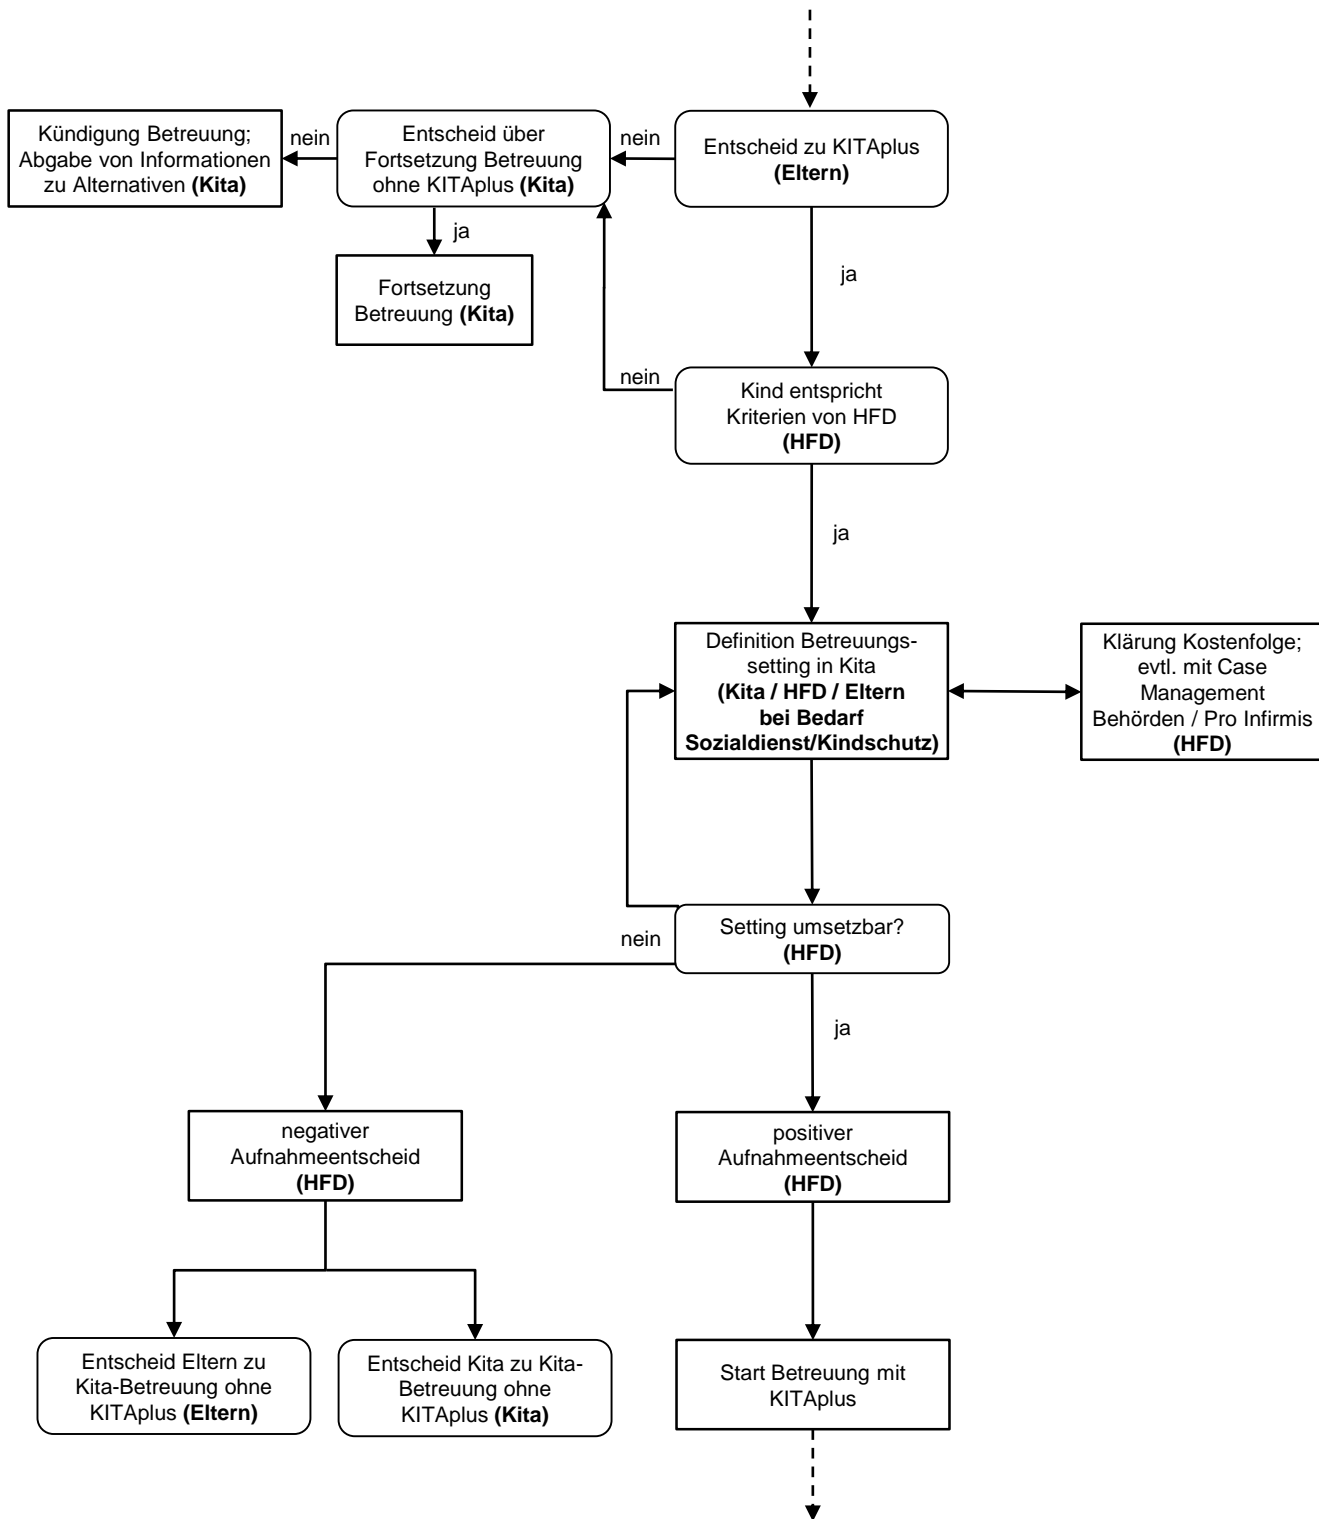 Kündigung Betreuung;
Abgabe von Informationen
zu Alternativen (Kita)
nein
Entscheid über
Fortsetzung Betreuung
ohne KITAplus (Kita)
nein
Entscheid zu KITAplus
(Eltern)
ja
Fortsetzung
Betreuung (Kita)
ja
nein
Kind entspricht
Kriterien von HFD
(HFD)
ja
Definition Betreuungs-
setting in Kita
(Kita / HFD / Eltern
bei Bedarf
Sozialdienst/Kindschutz)
Klärung Kostenfolge;
evtl. mit Case
Management
Behörden / Pro Infirmis
(HFD)
Setting umsetzbar?
(HFD)
nein
ja
negativer
Aufnahmeentscheid
(HFD)
positiver
Aufnahmeentscheid
(HFD)
Entscheid Eltern zu
Kita-Betreuung ohne
KITAplus (Eltern)
Entscheid Kita zu Kita-
Betreuung ohne
KITAplus (Kita)
Start Betreuung mit
KITAplus